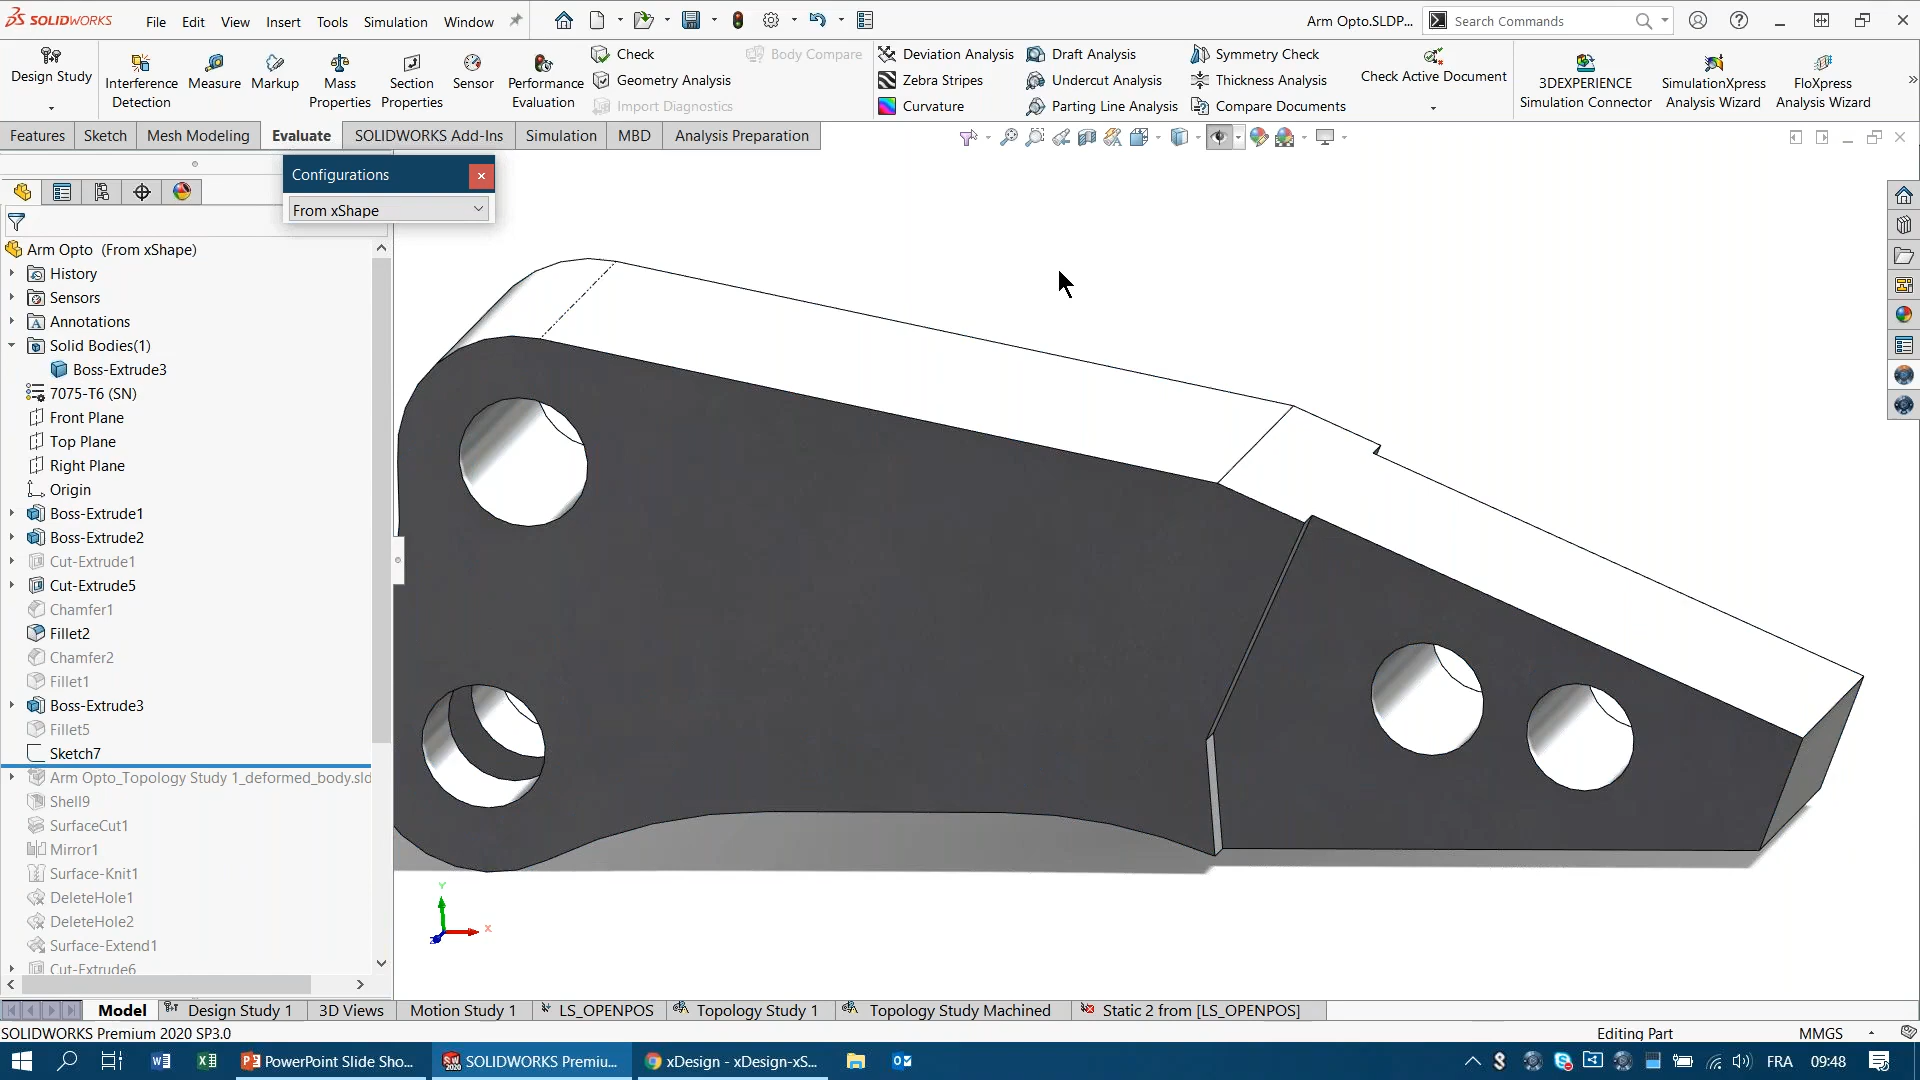 SOLIDWORKS File Edit View Insert Tools Simulation Window Arm Opto.SLDP... Search Commands
Design Study
Interference Detection
Measure
Markup
Mass Properties
Section Properties
Sensor
Performance Evaluation
Check
Geometry Analysis
Import Diagnostics
Body Compare
Deviation Analysis
Zebra Stripes
Curvature
Draft Analysis
Undercut Analysis
Parting Line Analysis
Symmetry Check
Thickness Analysis
Compare Documents
Check Active Document
3DEXPERIENCE Simulation Connector
SimulationXpress Analysis Wizard
FloXpress Analysis Wizard
Features Sketch Mesh Modeling Evaluate SOLIDWORKS Add-Ins Simulation MBD Analysis Preparation
Configurations
From xShape
Arm Opto (From xShape)
History
Sensors
Annotations
Solid Bodies(1)
Boss-Extrude3
7075-T6 (SN)
Front Plane
Top Plane
Right Plane
Origin
Boss-Extrude1
Boss-Extrude2
Cut-Extrude1
Cut-Extrude5
Chamfer1
Fillet2
Chamfer2
Fillet1
Boss-Extrude3
Fillet5
Sketch7
Arm Opto_Topology Study 1_deformed_body.sld
Shell9
SurfaceCut1
Mirror1
Surface-Knit1
DeleteHole1
DeleteHole2
Surface-Extend1
Cut-Extrude6
Y
X
Z
Model Design Study 1 3D Views Motion Study 1 LS_OPENPOS Topology Study 1 Topology Study Machined Static 2 from [LS_OPENPOS]
SOLIDWORKS Premium 2020 SP3.0 Editing Part MMGS
PowerPoint Slide Sho... SOLIDWORKS Premiu... xDesign - xDesign-xS... FRA 09:48